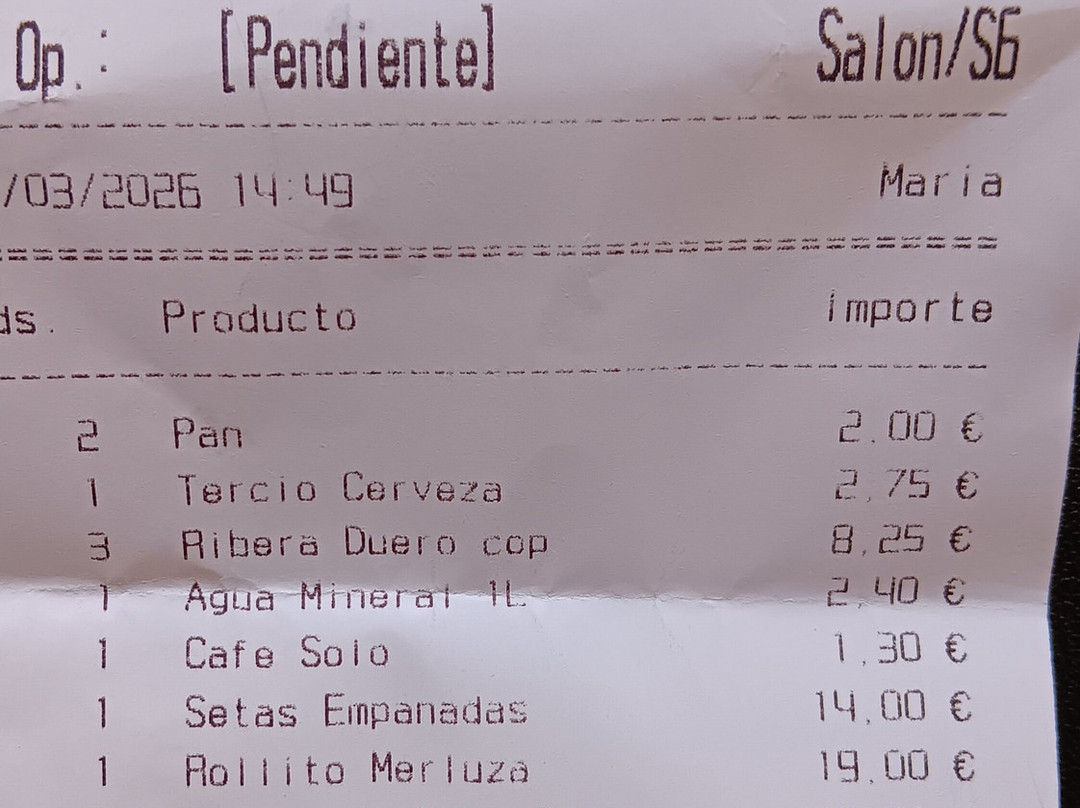 Op.: [Pendiente] Salon/S6
/03/2026 14:49 Maria
ds. Producto importe
2 Pan 2.00 €
1 Tercio Cerveza 2,75 €
3 Ribera Duero cop 8,25 €
1 Agua Mineral 1L 2,40 €
1 Cafe Solo 1,30 €
1 Setas Empanadas 14,00 €
1 Rollito Merluza 19.00 €